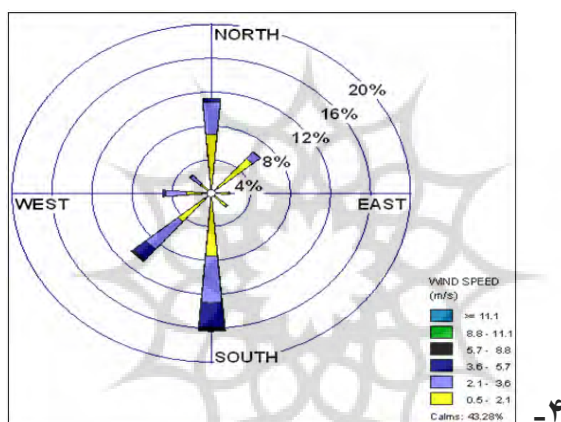 NORTH
20%
16%
12%
8%
4%
WEST
EAST
SOUTH
WIND SPEED
(m/s)
>= 11.1
8.8 - 11.1
5.7 - 8.8
3.6 - 5.7
2.1 - 3.6
0.5 - 2.1
Calms: 43.28%
۴-